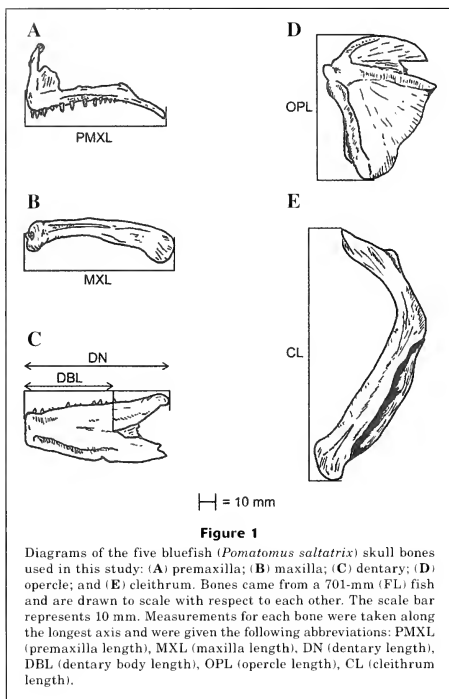 A
PMXL
B
MXL
C
DN
DBL
D
OPL
E
CL
= 10 mm
Figure 1
Diagrams of the five bluefish (Pomatomus saltatrix) skull bones
used in this study: (A) premaxilla; (B) maxilla; (C) dentary; (D)
opercle; and (E) cleithrum. Bones came from a 701-mm (FL) fish
and are drawn to scale with respect to each other. The scale bar
represents 10 mm. Measurements for each bone were taken along
the longest axis and were given the following abbreviations: PMXL
(premaxilla length), MXL (maxilla length), DN (dentary length),
DBL (dentary body length), OPL (opercle length), CL (cleithrum
length).